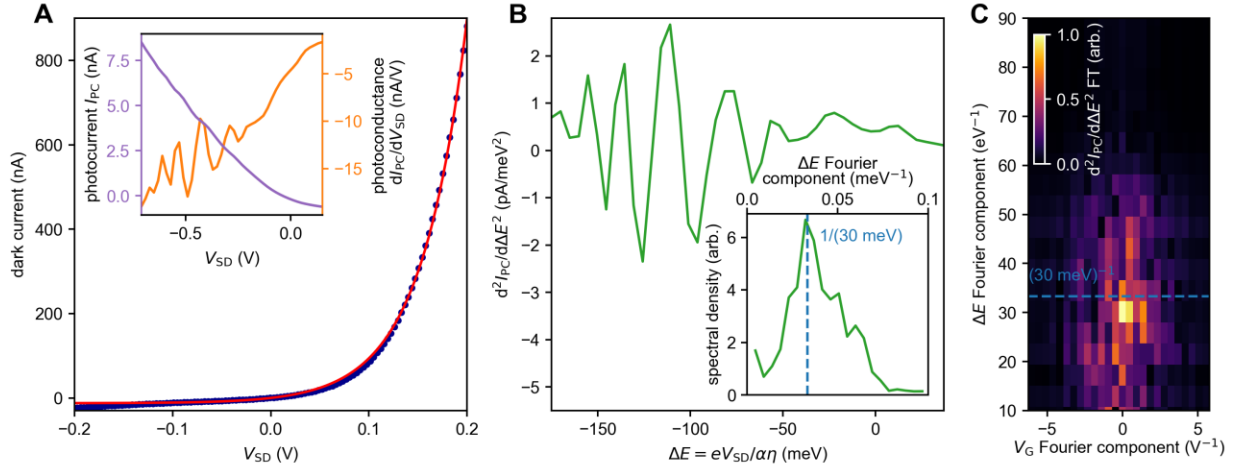 A
dark current (nA)
800
600
400
200
0
−0.2
−0.1
0.0
0.1
0.2
V_SD (V)
photocurrent I_PC (nA)
7.5
5.0
2.5
0.0
−0.5
0.0
V_SD (V)
−5
−10
−15
photoconductance
dI_PC/dV_SD (nA/V)
B
d²I_PC/dΔE² (pA/meV²)
2
1
0
−1
−2
−3
−4
−5
−150
−100
−50
0
ΔE = eV_SD/αη (meV)
ΔE Fourier
component (meV⁻¹)
0
0.05
0.1
spectral density (arb.)
6
4
2
0
1/(30 meV)
C
ΔE Fourier component (eV⁻¹)
90
80
70
60
50
40
30
20
10
1.0
0.5
0.0
d²I_PC/dΔE² FT (arb.)
(30 meV)⁻¹
−5
0
5
V_G Fourier component (V⁻¹)